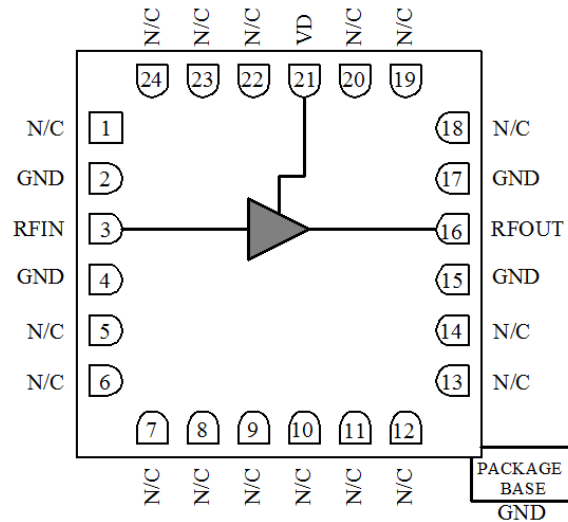 N/C N/C N/C VD N/C N/C
24 23 22 21 20 19
N/C 1 18 N/C
GND 2 17 GND
RFIN 3 16 RFOUT
GND 4 15 GND
N/C 5 14 N/C
N/C 6 13 N/C
7 8 9 10 11 12
N/C N/C N/C N/C N/C N/C
PACKAGE
BASE
GND